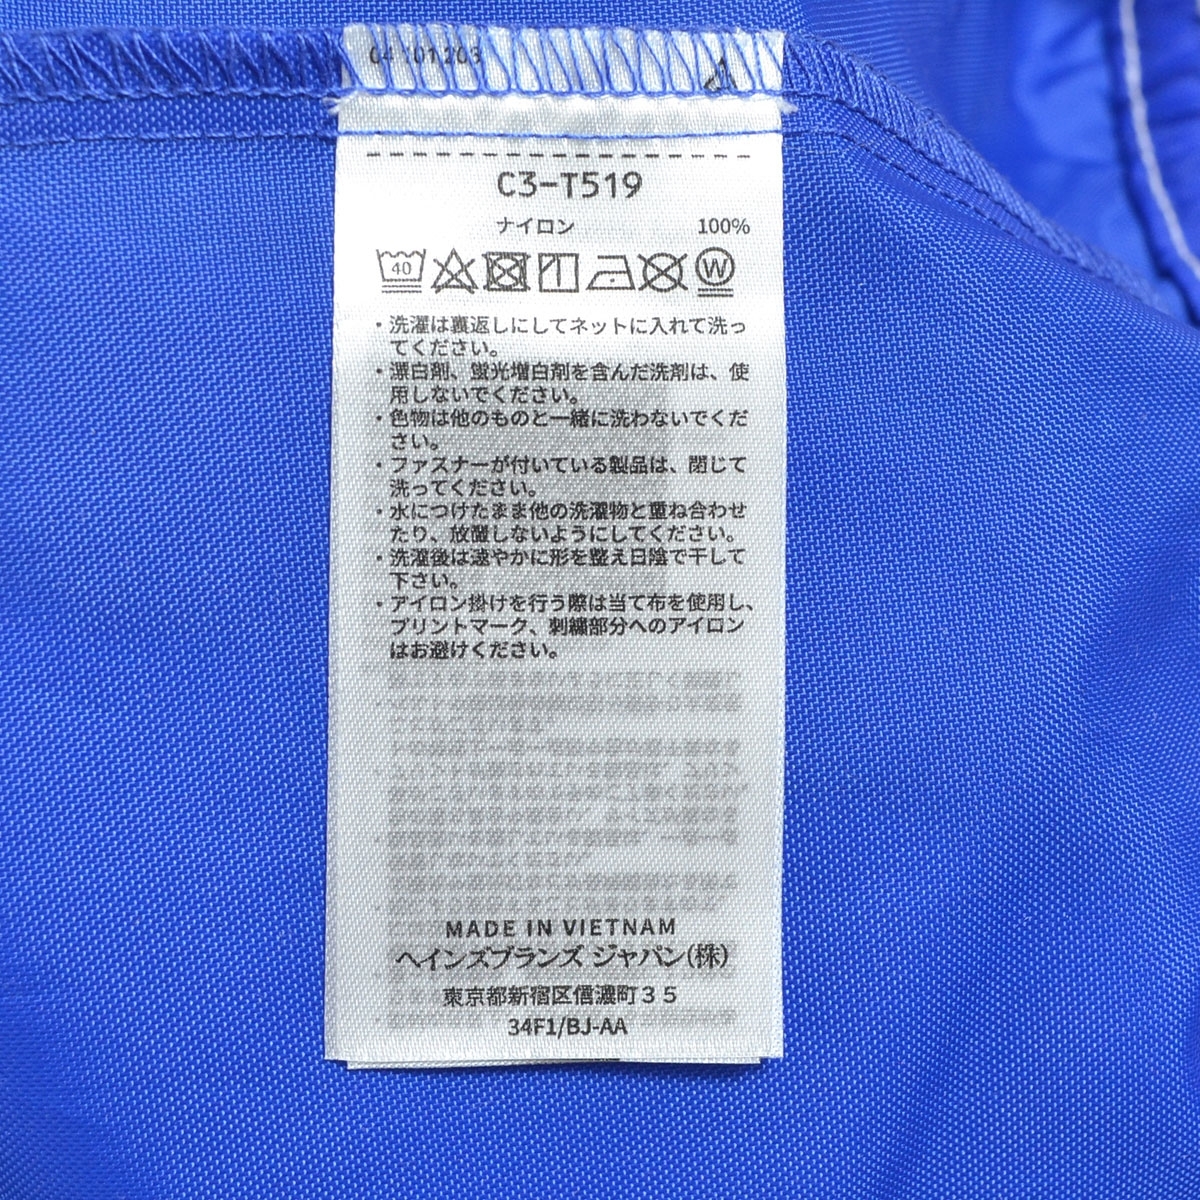 C3-T519
ナイロン 100%
40 W
・洗濯は裏返しにしてネットに入れて洗っ
てください。
・漂白剤、蛍光増白剤を含んだ洗剤は、使
用しないでください。
・色物は他のものと一緒に洗わないでくだ
さい。
・ファスナーが付いている製品は、閉じて
洗ってください。
・水につけたまま他の洗濯物と重ね合わせ
たり、放置しないようにしてください。
・洗濯後は速やかに形を整え日陰で干して
下さい。
・アイロン掛けを行う際は当て布を使用し、
プリントマーク、刺繍部分へのアイロン
はお避けください。
MADE IN VIETNAM
ヘインズブランズ ジャパン(株)
東京都新宿区信濃町35
34F1/BJ-AA